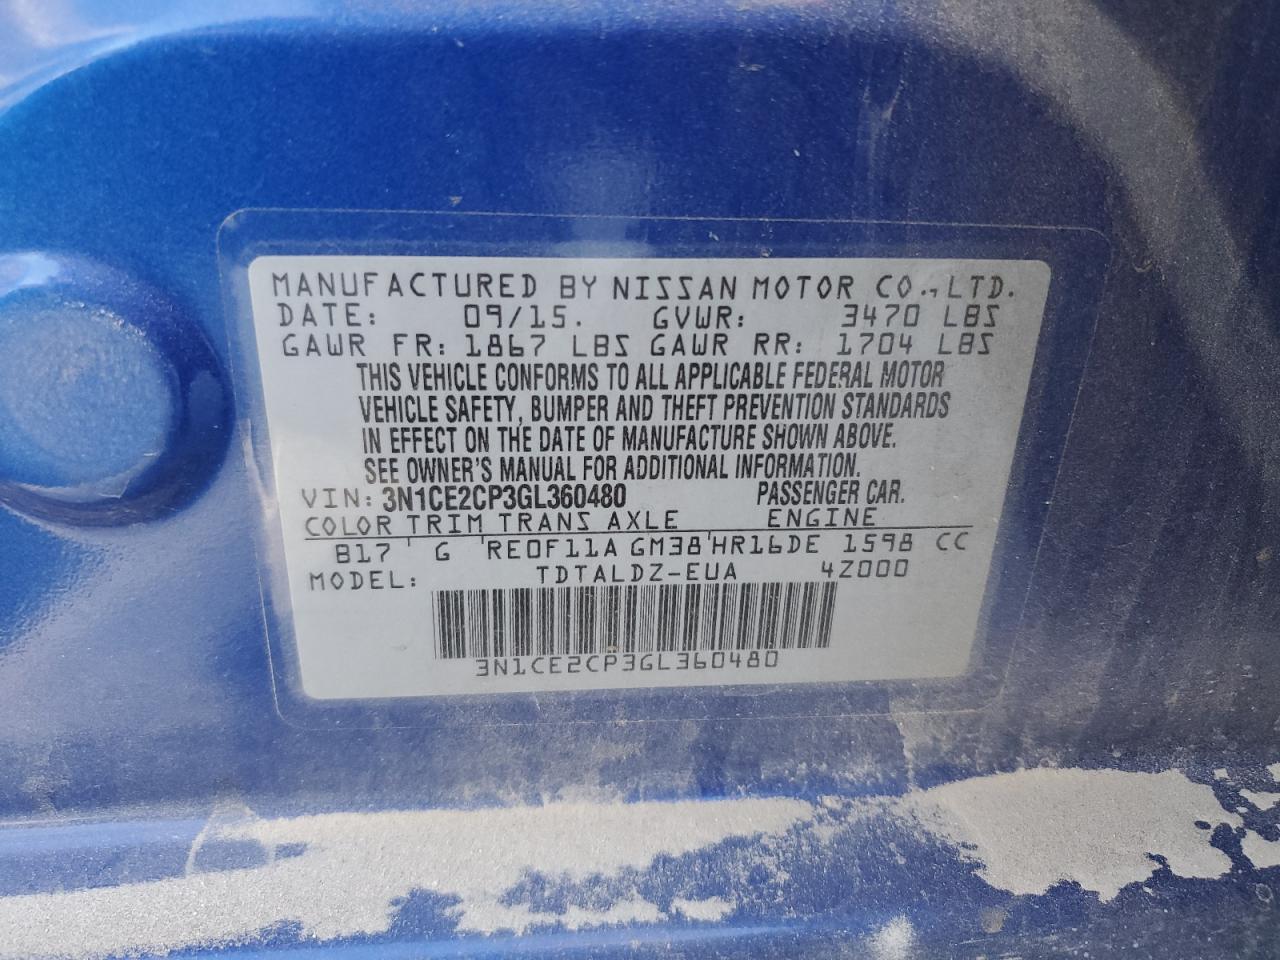 MANUFACTURED BY NISSAN MOTOR CO.,LTD.
DATE: 09/15. GVWR: 3470 LBS
GAWR FR: 1867 LBS GAWR RR: 1704 LBS
THIS VEHICLE CONFORMS TO ALL APPLICABLE FEDERAL MOTOR
VEHICLE SAFETY, BUMPER AND THEFT PREVENTION STANDARDS
IN EFFECT ON THE DATE OF MANUFACTURE SHOWN ABOVE.
SEE OWNER'S MANUAL FOR ADDITIONAL INFORMATION.
VIN: 3N1CE2CP3GL360480 PASSENGER CAR.
COLOR TRIM TRANS AXLE ENGINE
B17 G RE0F11A GM38 HR16DE 1598 CC
MODEL: TDTALDZ-EUA 4Z000
3N1CE2CP3GL360480